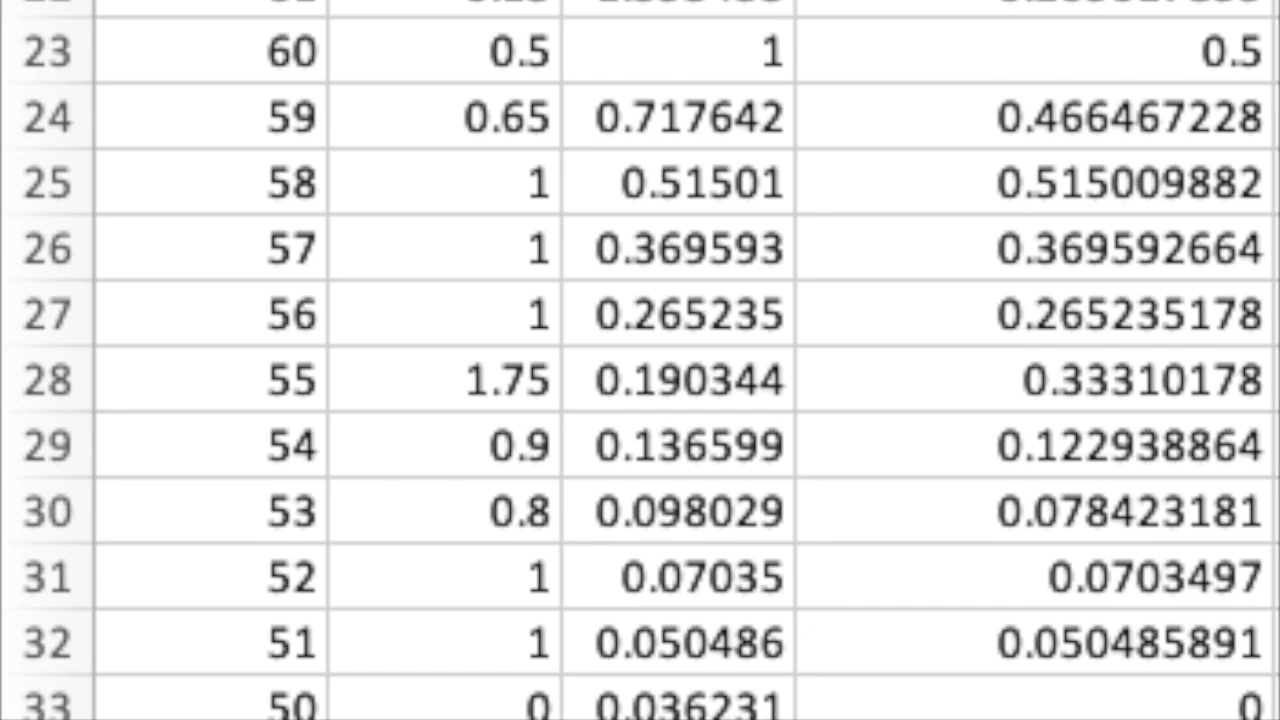 23 60 0.5 1 0.5
24 59 0.65 0.717642 0.466467228
25 58 1 0.51501 0.515009882
26 57 1 0.369593 0.369592664
27 56 1 0.265235 0.265235178
28 55 1.75 0.190344 0.33310178
29 54 0.9 0.136599 0.122938864
30 53 0.8 0.098029 0.078423181
31 52 1 0.07035 0.0703497
32 51 1 0.050486 0.050485891
33 50 0 0.036231 0